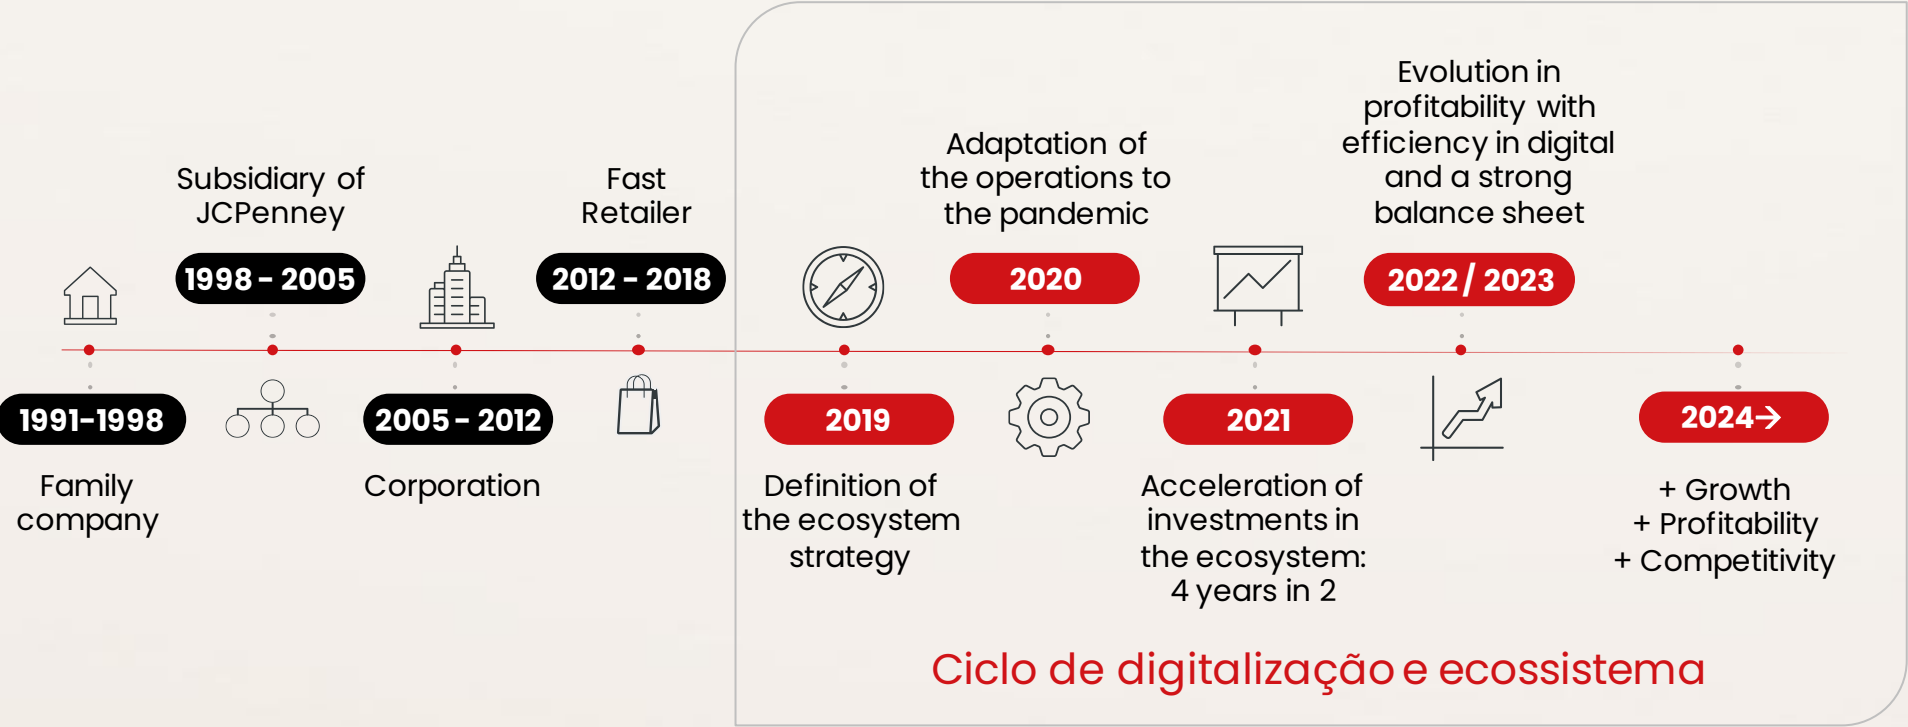 1991-1998
Family
company
Subsidiary of
JCPenney
1998 - 2005
2005 - 2012
Corporation
Fast
Retailer
2012 - 2018
2019
Definition of
the ecosystem
strategy
Adaptation of
the operations to
the pandemic
2020
2021
Acceleration of
investments in
the ecosystem:
4 years in 2
Evolution in
profitability with
efficiency in digital
and a strong
balance sheet
2022 / 2023
2024→
+ Growth
+ Profitability
+ Competitivity
Ciclo de digitalização e ecossistema